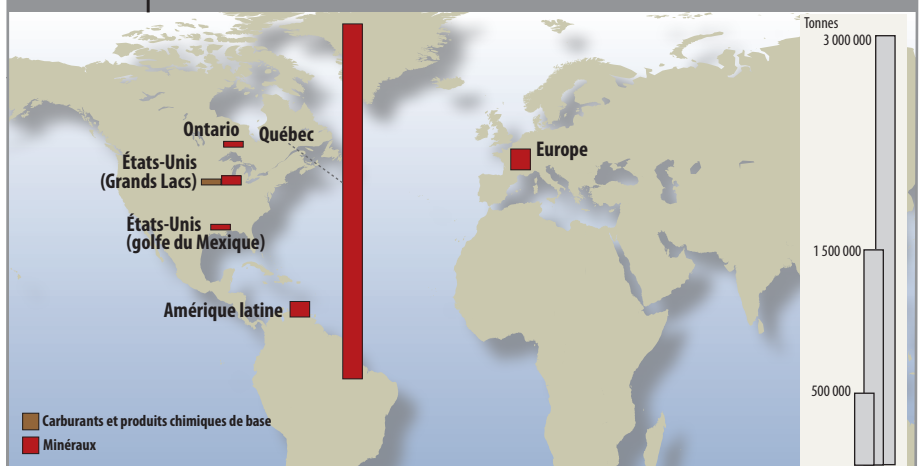 Tonnes
3 000 000
Ontario
Québec
États-Unis
(Grands Lacs)
Europe
États-Unis
(golfe du Mexique)
1 500 000
Amérique latine
500 000
Carburants et produits chimiques de base
Minéraux